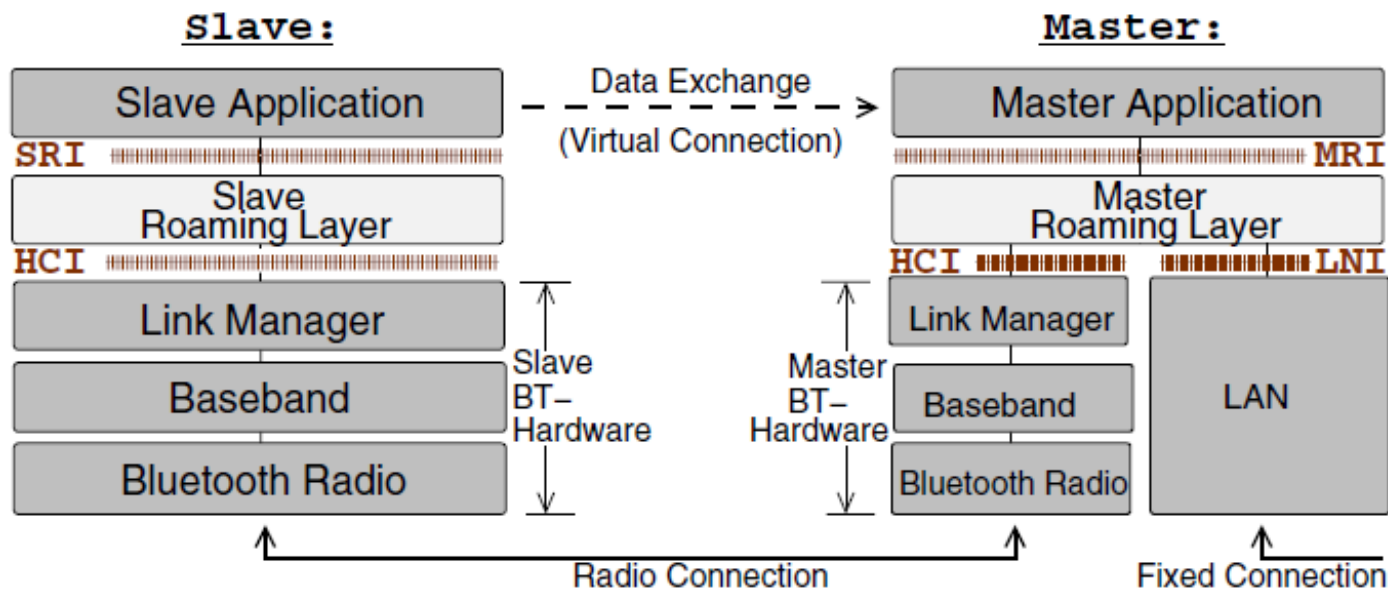 Slave:
Master:
Slave Application
Data Exchange
(Virtual Connection)
Master Application
SRI
MRI
Slave
Roaming Layer
Master
Roaming Layer
HCI
HCI
LNI
Link Manager
Baseband
Bluetooth Radio
Slave
BT–
Hardware
Master
BT–
Hardware
Link Manager
Baseband
Bluetooth Radio
LAN
Radio Connection
Fixed Connection